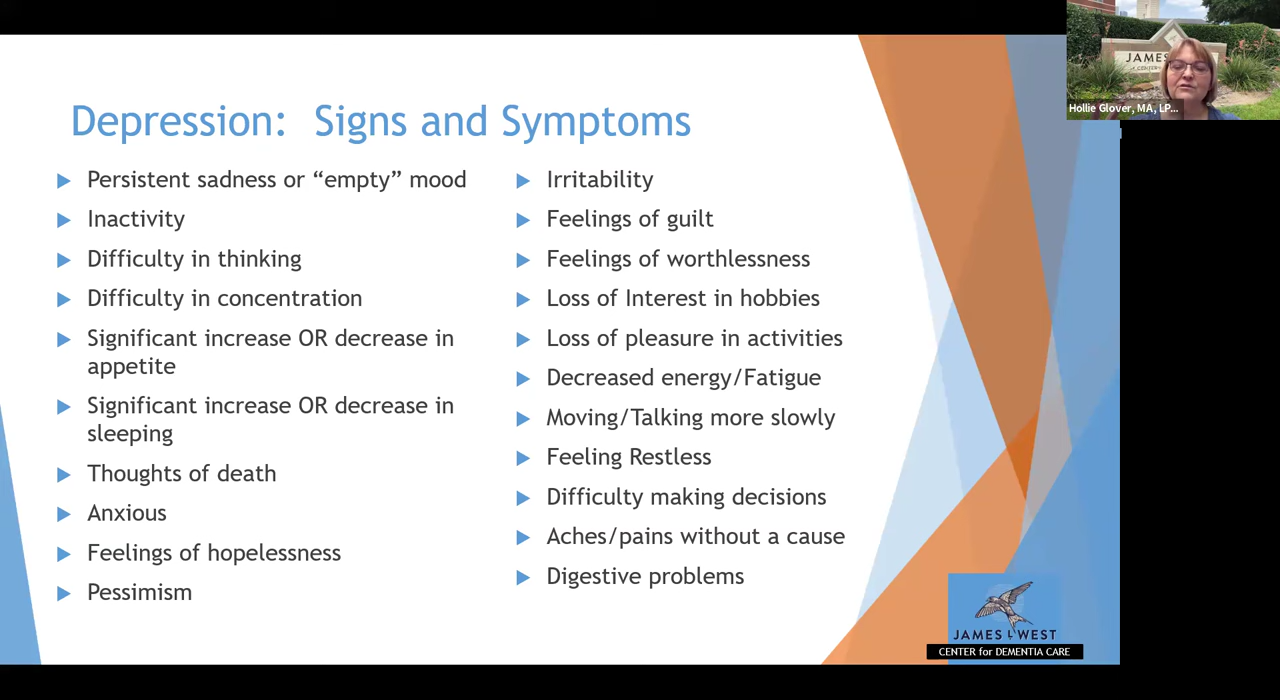 Depression:  Signs and Symptoms
Persistent sadness or “empty” mood
Inactivity
Difficulty in thinking
Difficulty in concentration
Significant increase OR decrease in
appetite
Significant increase OR decrease in
sleeping
Thoughts of death
Anxious
Feelings of hopelessness
Pessimism
Irritability
Feelings of guilt
Feelings of worthlessness
Loss of Interest in hobbies
Loss of pleasure in activities
Decreased energy/Fatigue
Moving/Talking more slowly
Feeling Restless
Difficulty making decisions
Aches/pains without a cause
Digestive problems
JAMES L WEST
CENTER for DEMENTIA CARE
JAMES
Hollie Glover, MA, LP...